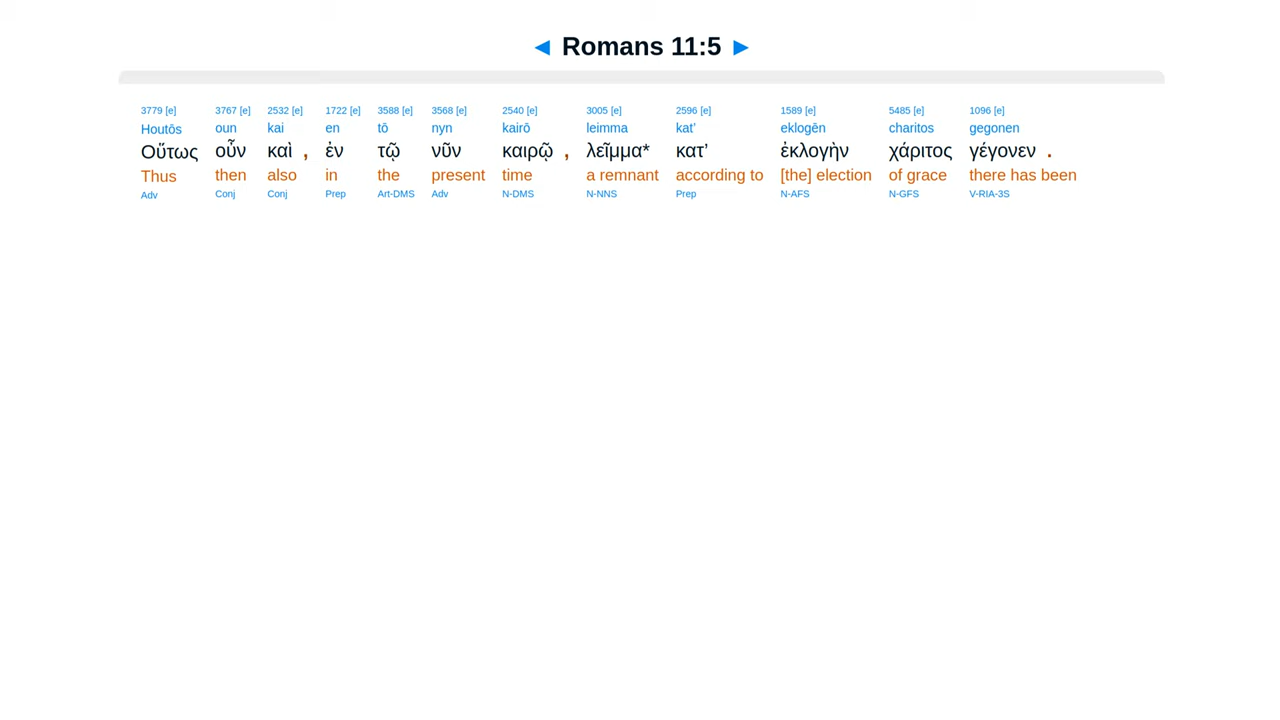 ◄ Romans 11:5 ►
3779 [e] 3767 [e] 2532 [e] 1722 [e] 3588 [e] 3568 [e] 2540 [e] 3005 [e] 2596 [e] 1589 [e] 5485 [e] 1096 [e]
Houtōs oun kai en tō nyn kairō leimma kat’ eklogēn charitos gegonen
Οὕτως οὖν καὶ , ἐν τῷ νῦν καιρῷ , λεῖμμα* κατ’ ἐκλογὴν χάριτος γέγονεν .
Thus then also in the present time a remnant according to [the] election of grace there has been
Adv Conj Conj Prep Art-DMS Adv N-DMS N-NNS Prep N-AFS N-GFS V-RIA-3S